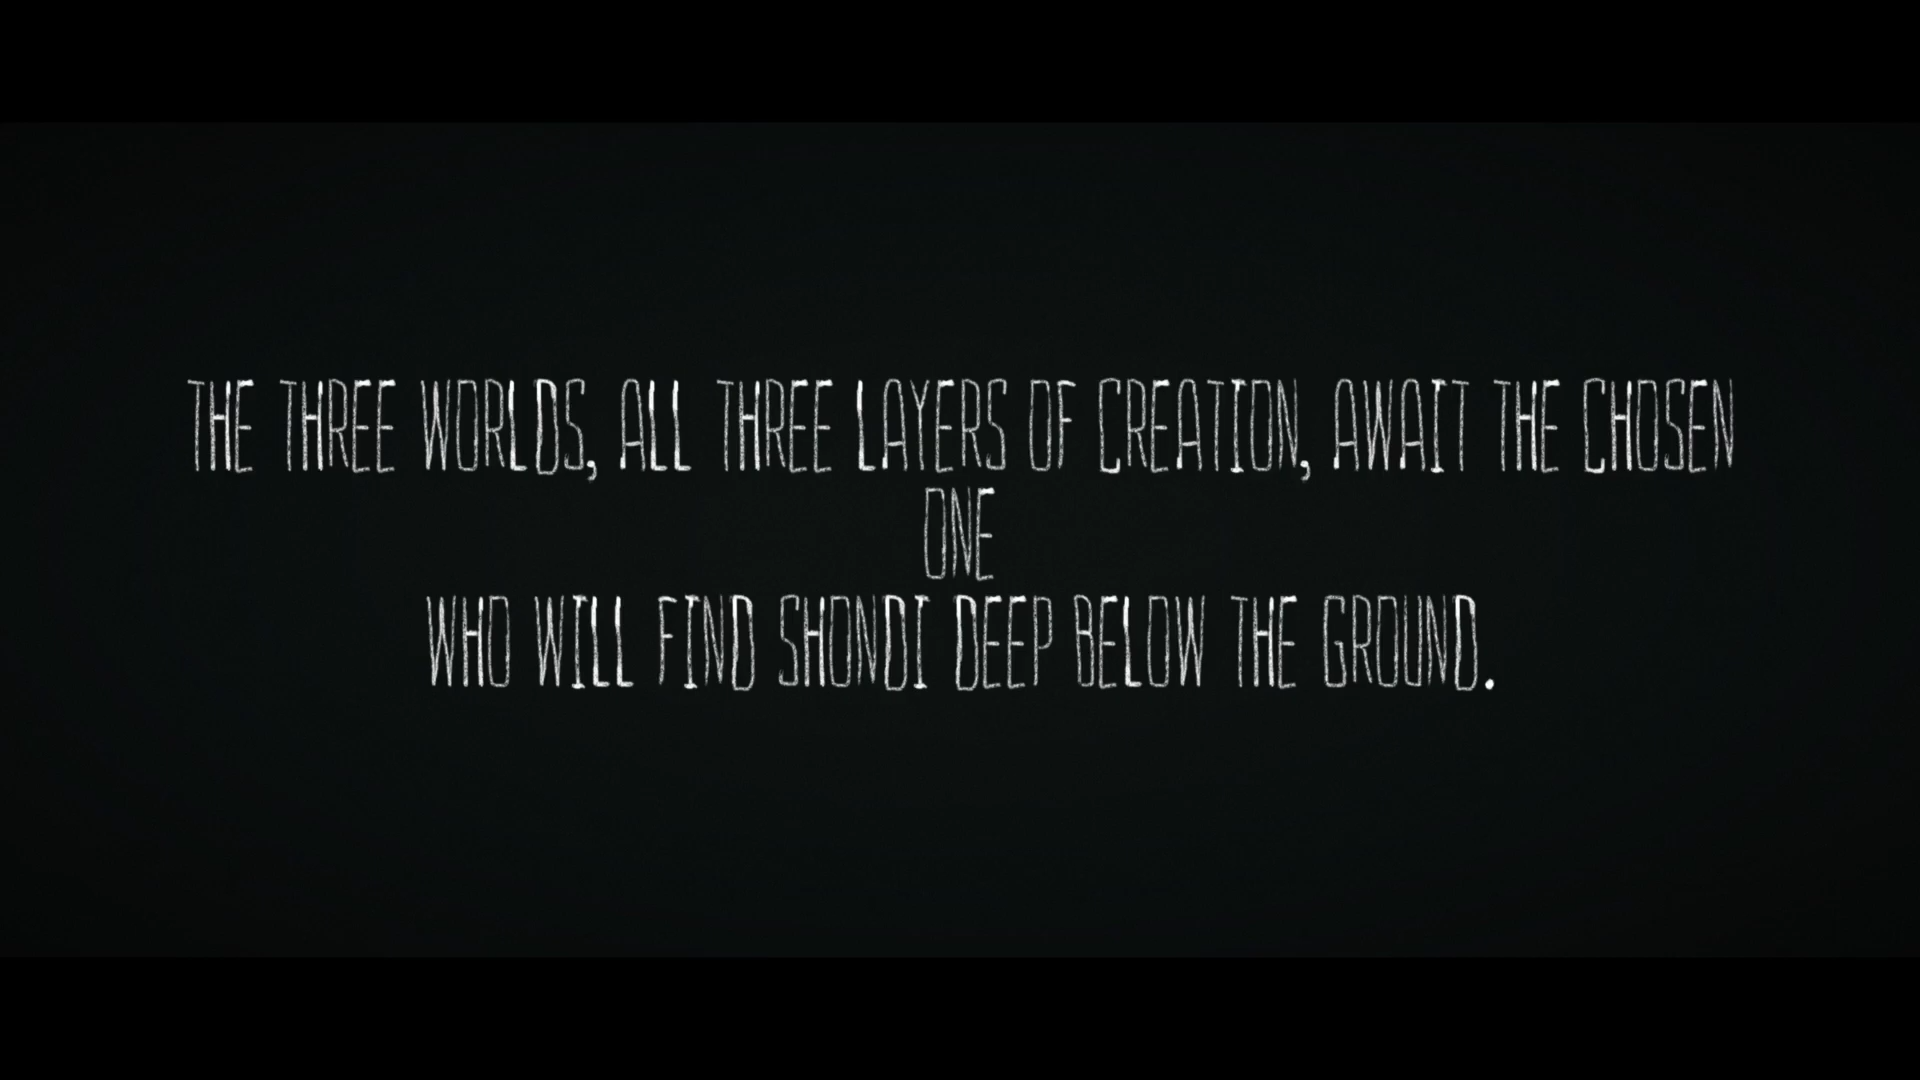 THE THREE WORLDS, ALL THREE LAYERS OF CREATION, AWAIT THE CHOSEN
ONE
WHO WILL FIND SHONDI DEEP BELOW THE GROUND.